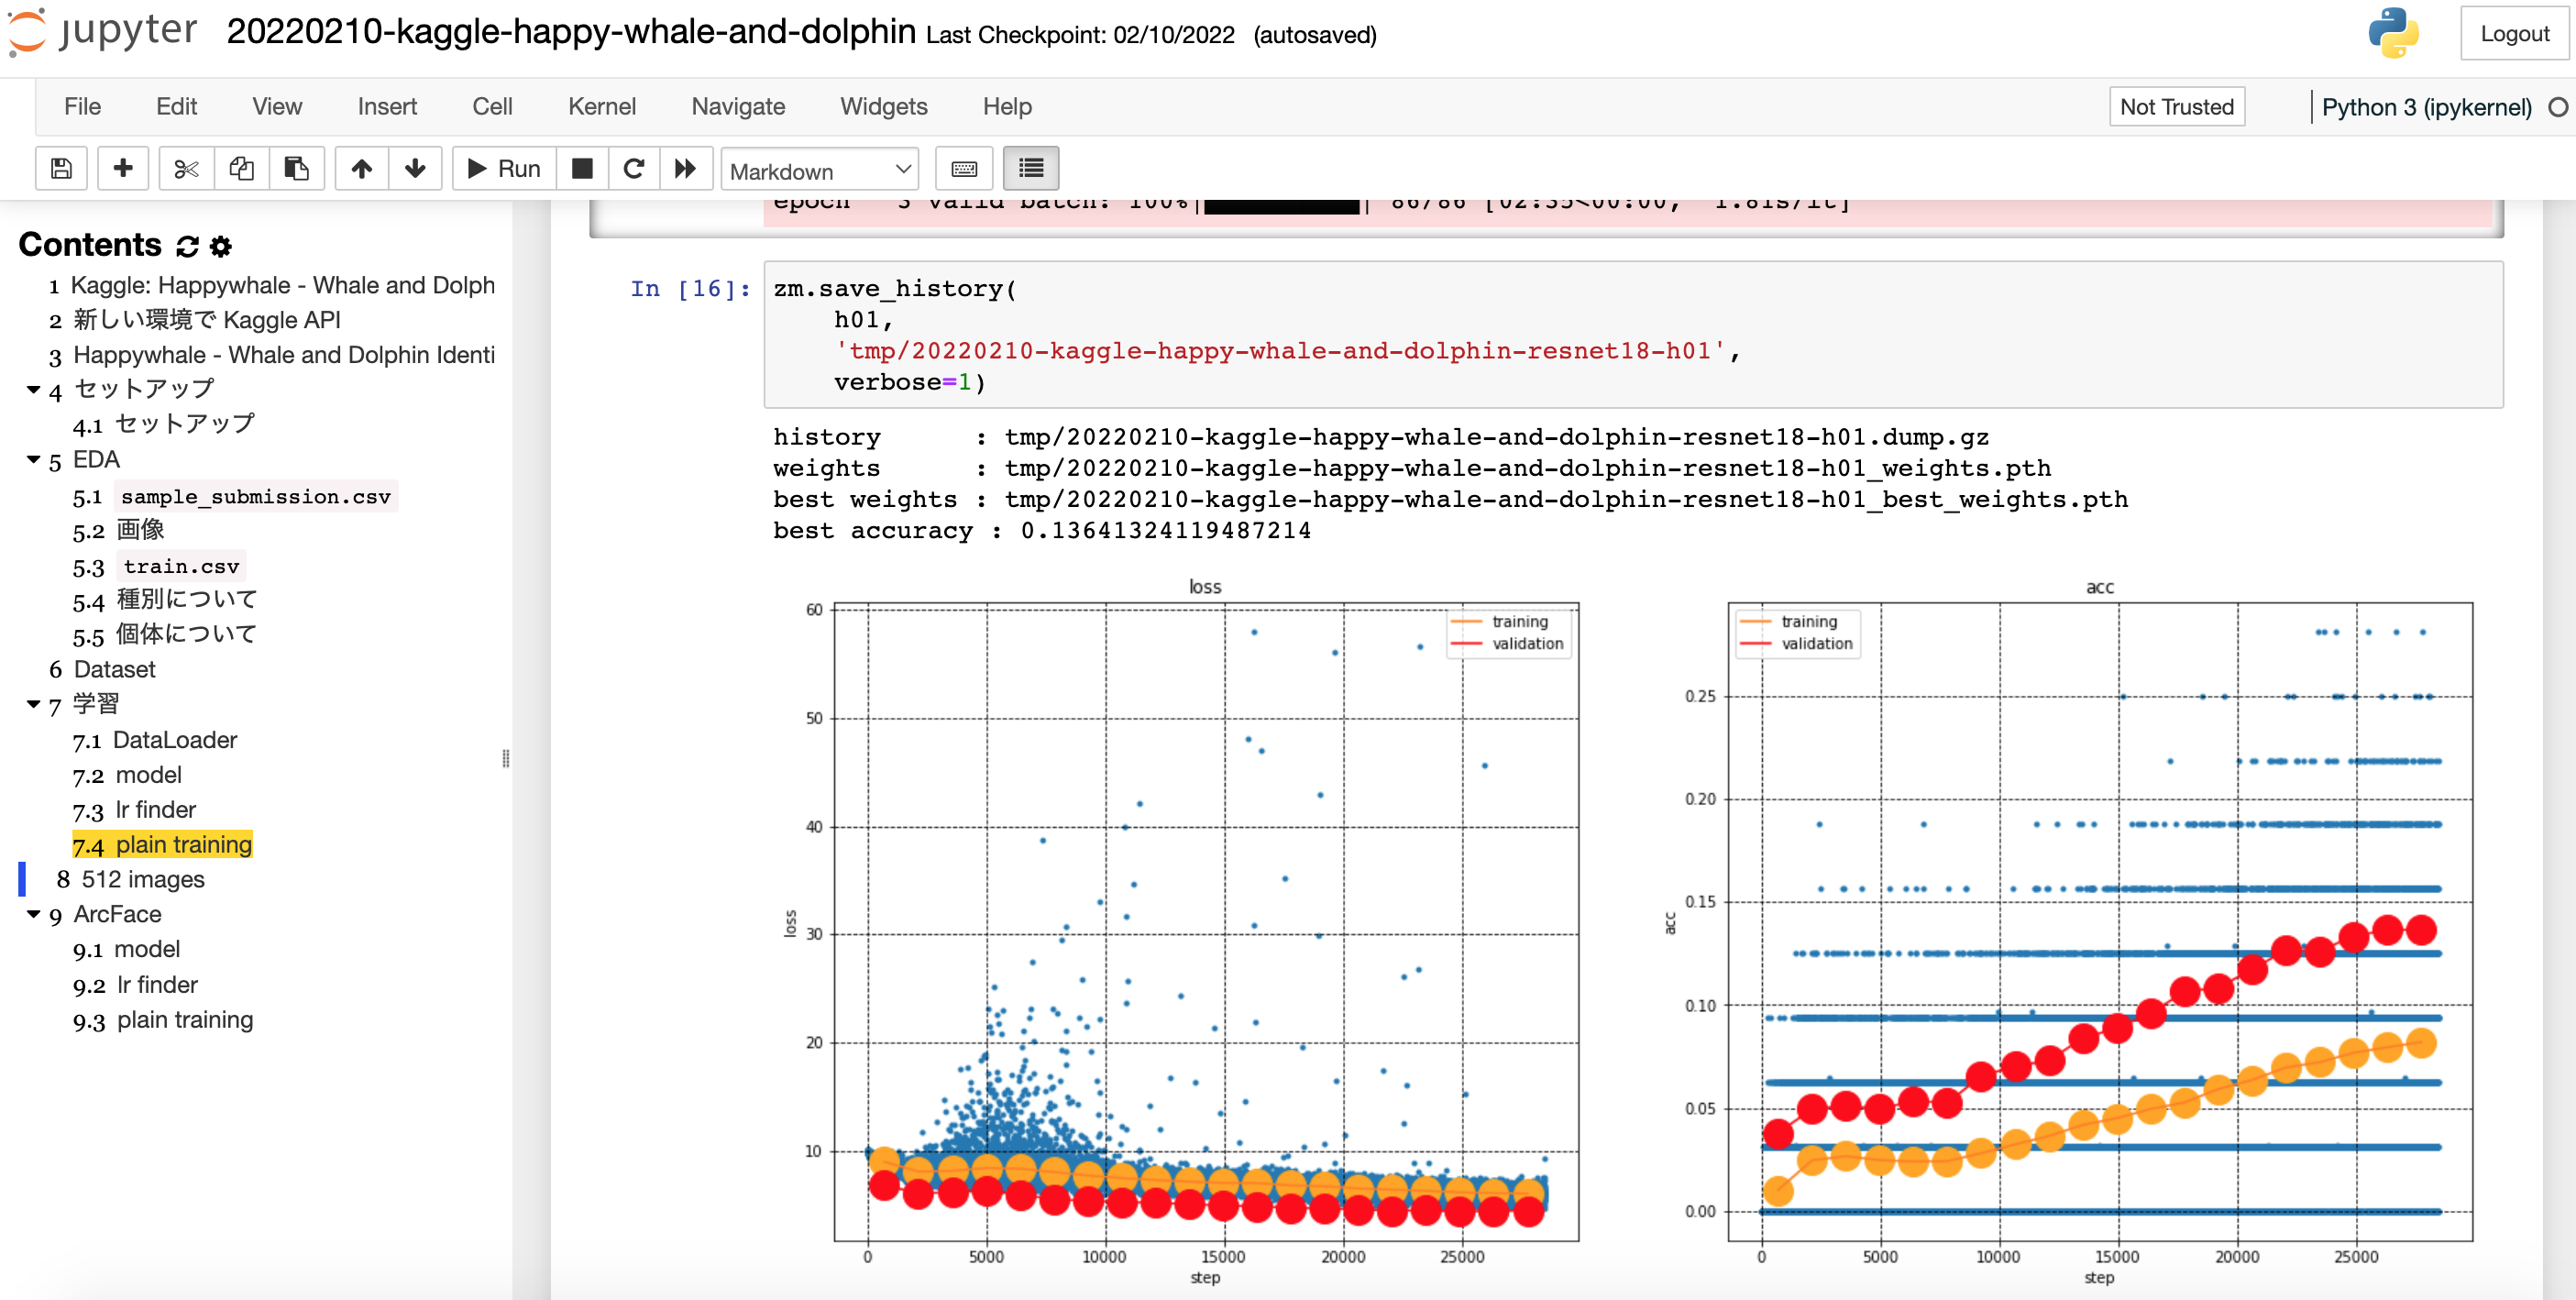 jupyter 20220210-kaggle-happy-whale-and-dolphin Last Checkpoint: 02/10/2022 (autosaved)
Logout
File Edit View Insert Cell Kernel Navigate Widgets Help
Not Trusted
Python 3 (ipykernel)
Run
Markdown
Contents
1 Kaggle: Happywhale - Whale and Dolph
2 新しい環境で Kaggle API
3 Happywhale - Whale and Dolphin Identi
4 セットアップ
4.1 セットアップ
5 EDA
5.1 sample_submission.csv
5.2 画像
5.3 train.csv
5.4 種別について
5.5 個体について
6 Dataset
7 学習
7.1 DataLoader
7.2 model
7.3 lr finder
7.4 plain training
8 512 images
9 ArcFace
9.1 model
9.2 lr finder
9.3 plain training
epoch 3 valid batch: 100%| | 86/86 [02:35<00:00, 1.81s/it]
In [16]:
zm.save_history(
h01,
'tmp/20220210-kaggle-happy-whale-and-dolphin-resnet18-h01',
verbose=1)
history : tmp/20220210-kaggle-happy-whale-and-dolphin-resnet18-h01.dump.gz
weights : tmp/20220210-kaggle-happy-whale-and-dolphin-resnet18-h01_weights.pth
best weights : tmp/20220210-kaggle-happy-whale-and-dolphin-resnet18-h01_best_weights.pth
best accuracy : 0.13641324119487214
loss
training
validation
60
50
40
30
20
10
loss
0 5000 10000 15000 20000 25000
step
acc
training
validation
0.25
0.20
0.15
0.10
0.05
0.00
acc
0 5000 10000 15000 20000 25000
step